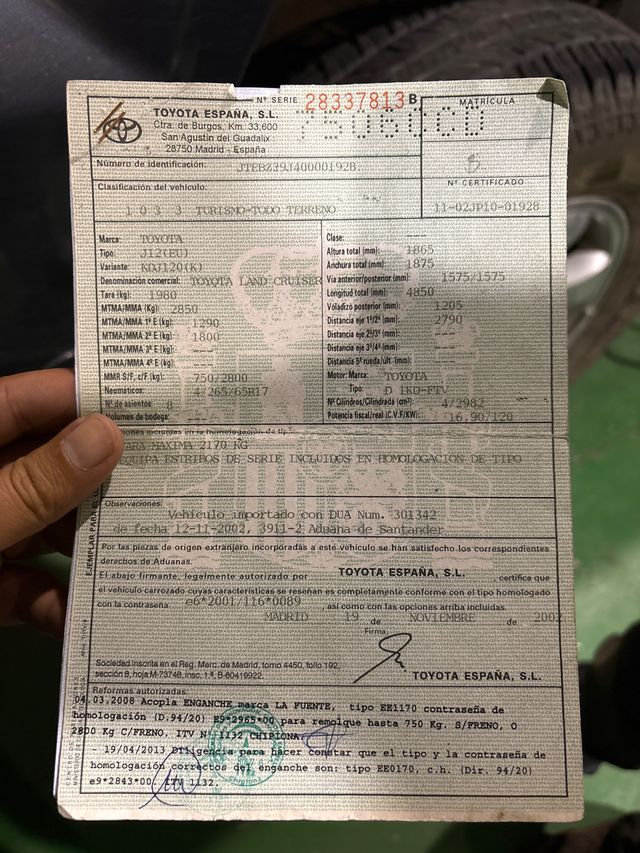 Nº SERIE 28337813 B
MATRICULA
TOYOTA ESPAÑA, S.L.
Ctra. de Burgos, Km. 33,600
San Agustín del Guadalix
28750 Madrid - España
Número de identificación: JTEBZ29J400001928
Nº CERTIFICADO
11-02JP10-01928
Clasificación del vehículo:
1 0 3 3 TURISMO-TODO TERRENO
Marca: TOYOTA
Tipo: J12(EU)
Variante: KDJ120(K)
Denominación comercial: TOYOTA LAND CRUISER
Tara (kg): 1980
MTMA/MMA (Kg): 2850
MTMA/MMA 1º E (kg): 1290
MTMA/MMA 2º E (kg): 1800
MTMA/MMA 3º E (kg): ---
MTMA/MMA 4º E (kg): ---
MMR S/F, c/F (kg): 750/2800
Neumáticos: 4/265/65R17
Nº de asientos: 8
Volumen de bodega: ---
Clase: ---
Altura total (mm): 1865
Anchura total (mm): 1875
Vía anterior/posterior (mm): 1575/1575
Longitud total (mm): 4850
Voladizo posterior (mm): 1205
Distancia eje 1º/2º (mm): 2790
Distancia eje 2º/3º (mm): ---
Distancia eje 3º/4º (mm): ---
Distancia 5ª rueda/últ. (mm): ---
Motor: Marca: TOYOTA
Tipo: D 1KD-FTV
Nº Cilindros/Cilindrada (cm³): 4/2982
Potencia fiscal/real (C.V.F/KW): 16,90/120
ciones incluidas en la homologación de tipo:
ARA MAXIMA 2170 KG
EQUIPA ESTRIBOS DE SERIE INCLUIDOS EN HOMOLOGACION DE TIPO
Observaciones:
Vehículo importado con DUA Num. 301342
de fecha 12-11-2002, 3911-2 Aduana de Santander
Por las piezas de origen extranjero incorporadas a este vehículo se han satisfecho los correspondientes
derechos de Aduanas.
El abajo firmante, legalmente autorizado por TOYOTA ESPAÑA, S.L. , certifica que
el vehículo carrozado cuyas características se reseñan es completamente conforme con el tipo homologado
con la contraseña e6*2001/116*0089 , así como con las opciones arriba incluidas.
MADRID 19 de NOVIEMBRE de 2002
Firma:
Sociedad inscrita en el Reg. Merc. de Madrid, tomo 4450, folio 192,
sección 8, hoja M-73748, insc. 1.ª, B-80419922.
TOYOTA ESPAÑA, S.L.
Reformas autorizadas:
04.03.2008 Acopla ENGANCHE marca LA FUENTE, tipo EE1170 contraseña de
homologación (D.94/20) E9*2965*00 para remolque hasta 750 Kg. S/FRENO, O
2800 Kg C/FRENO. ITV Nº 1132 CHIPIONA
- 19/04/2013 Diligencia para hacer constar que el tipo y la contraseña de
homologación correctos del enganche son: tipo EE0170, c.h. (Dir. 94/20)
e9*2843*00 ITV 1132.